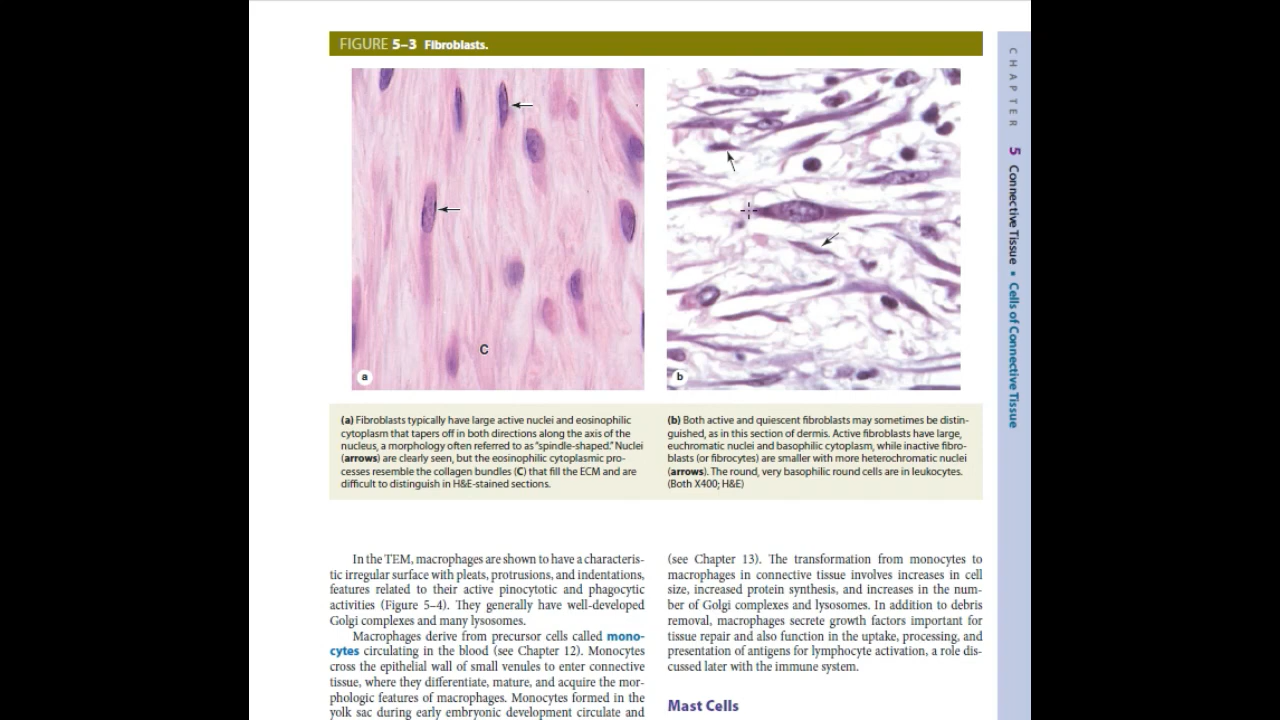 FIGURE 5–3 Fibroblasts.
C
a
b
(a) Fibroblasts typically have large active nuclei and eosinophilic
cytoplasm that tapers off in both directions along the axis of the
nucleus, a morphology often referred to as “spindle-shaped.” Nuclei
(arrows) are clearly seen, but the eosinophilic cytoplasmic pro-
cesses resemble the collagen bundles (C) that fill the ECM and are
difficult to distinguish in H&E-stained sections.
(b) Both active and quiescent fibroblasts may sometimes be distin-
guished, as in this section of dermis. Active fibroblasts have large,
euchromatic nuclei and basophilic cytoplasm, while inactive fibro-
blasts (or fibrocytes) are smaller with more heterochromatic nuclei
(arrows). The round, very basophilic round cells are in leukocytes.
(Both X400; H&E)
In the TEM, macrophages are shown to have a characteris-
tic irregular surface with pleats, protrusions, and indentations,
features related to their active pinocytotic and phagocytic
activities (Figure 5–4). They generally have well-developed
Golgi complexes and many lysosomes.
Macrophages derive from precursor cells called mono-
cytes circulating in the blood (see Chapter 12). Monocytes
cross the epithelial wall of small venules to enter connective
tissue, where they differentiate, mature, and acquire the mor-
phologic features of macrophages. Monocytes formed in the
yolk sac during early embryonic development circulate and
(see Chapter 13). The transformation from monocytes to
macrophages in connective tissue involves increases in cell
size, increased protein synthesis, and increases in the num-
ber of Golgi complexes and lysosomes. In addition to debris
removal, macrophages secrete growth factors important for
tissue repair and also function in the uptake, processing, and
presentation of antigens for lymphocyte activation, a role dis-
cussed later with the immune system.
Mast Cells
CHAPTER 5 Connective Tissue ▪ Cells of Connective Tissue